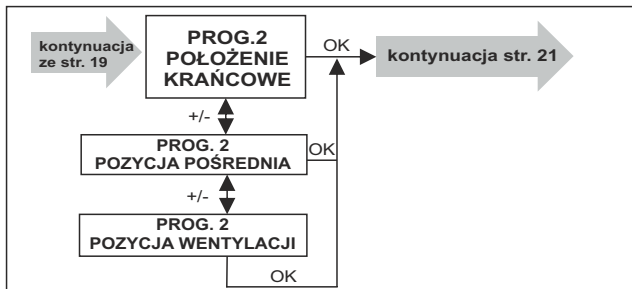 kontynuacja
ze str. 19
PROG.2
POŁOŻENIE
KRAŃCOWE
OK
kontynuacja str. 21
+/-
PROG. 2
POZYCJA POŚREDNIA
OK
+/-
PROG. 2
POZYCJA WENTYLACJI
OK